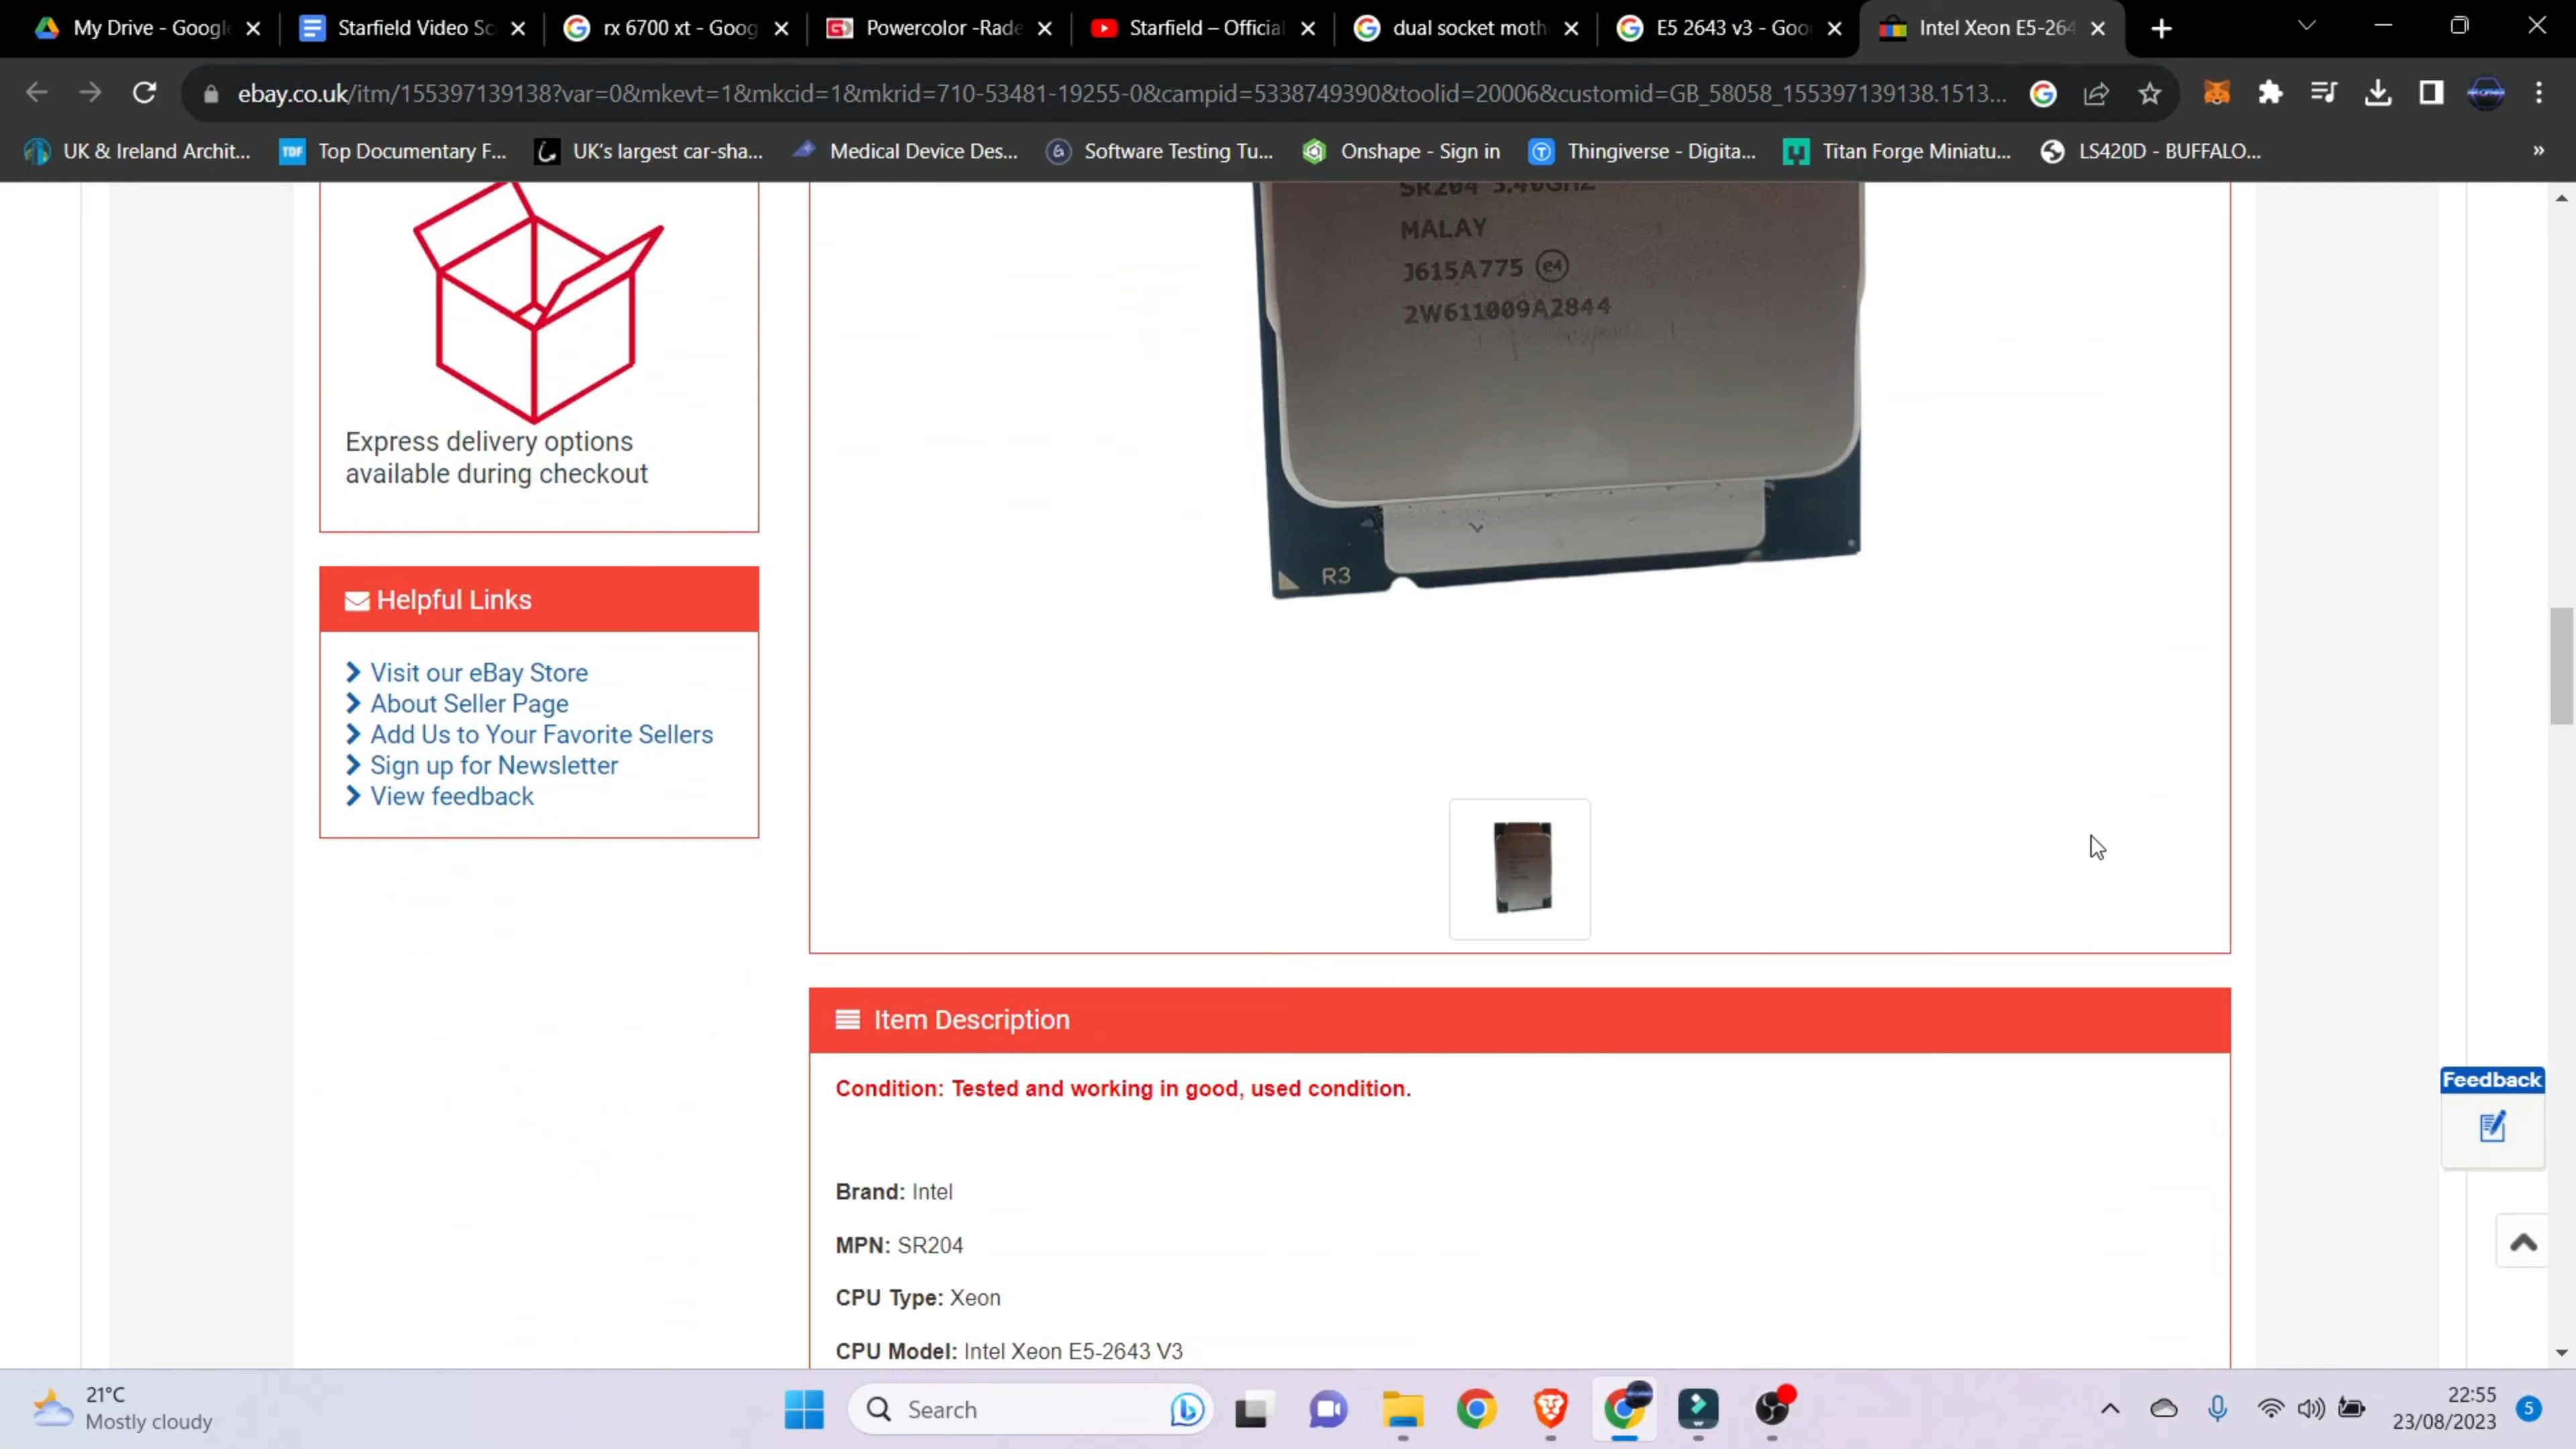 My Drive - Googl
Starfield Video Sc
rx 6700 xt - Goog
Powercolor -Rade
Starfield – Official
dual socket moth
E5 2643 v3 - Goo
Intel Xeon E5-264
ebay.co.uk/itm/155397139138?var=0&mkevt=1&mkcid=1&mkrid=710-53481-19255-0&campid=5338749390&toolid=20006&customid=GB_58058_155397139138.1513...
UK & Ireland Archit...
TDF Top Documentary F...
UK's largest car-sha...
Medical Device Des...
Software Testing Tu...
Onshape - Sign in
Thingiverse - Digita...
Titan Forge Miniatu...
LS420D - BUFFALO...
»
SR204 3.40GHZ
MALAY
J615A775 e4
2W611009A2844
R3
Express delivery options
available during checkout
Helpful Links
Visit our eBay Store
About Seller Page
Add Us to Your Favorite Sellers
Sign up for Newsletter
View feedback
Item Description
Condition: Tested and working in good, used condition.
Brand: Intel
MPN: SR204
CPU Type: Xeon
CPU Model: Intel Xeon E5-2643 V3
Feedback
21°C
Mostly cloudy
Search
22:55
23/08/2023
5